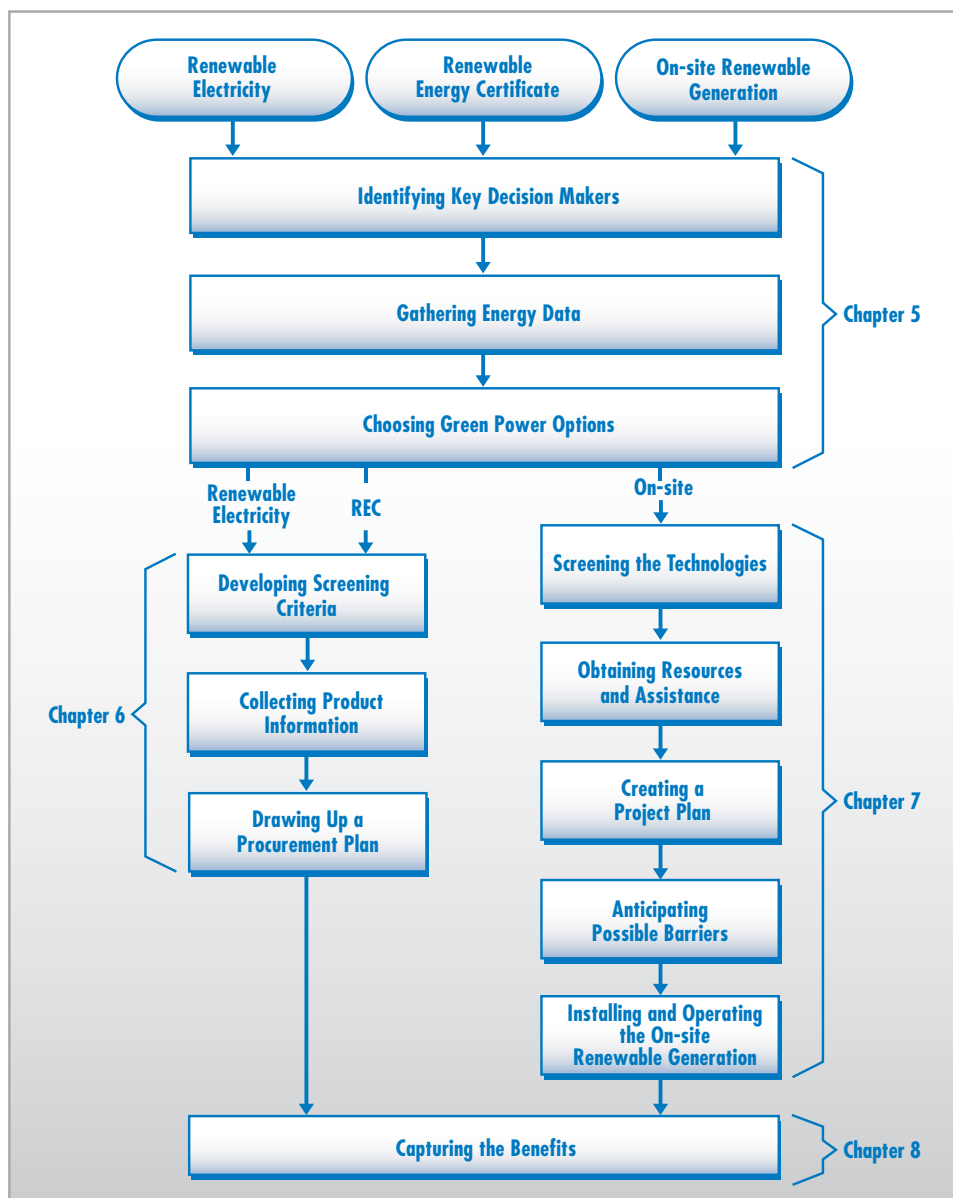 Renewable
Electricity
Renewable
Energy Certificate
On-site Renewable
Generation
Identifying Key Decision Makers
Gathering Energy Data
Chapter 5
Choosing Green Power Options
Renewable
Electricity
REC
On-site
Developing Screening
Criteria
Collecting Product
Information
Chapter 6
Drawing Up a
Procurement Plan
Screening the Technologies
Obtaining Resources
and Assistance
Creating a
Project Plan
Chapter 7
Anticipating
Possible Barriers
Installing and Operating
the On-site
Renewable Generation
Capturing the Benefits
Chapter 8